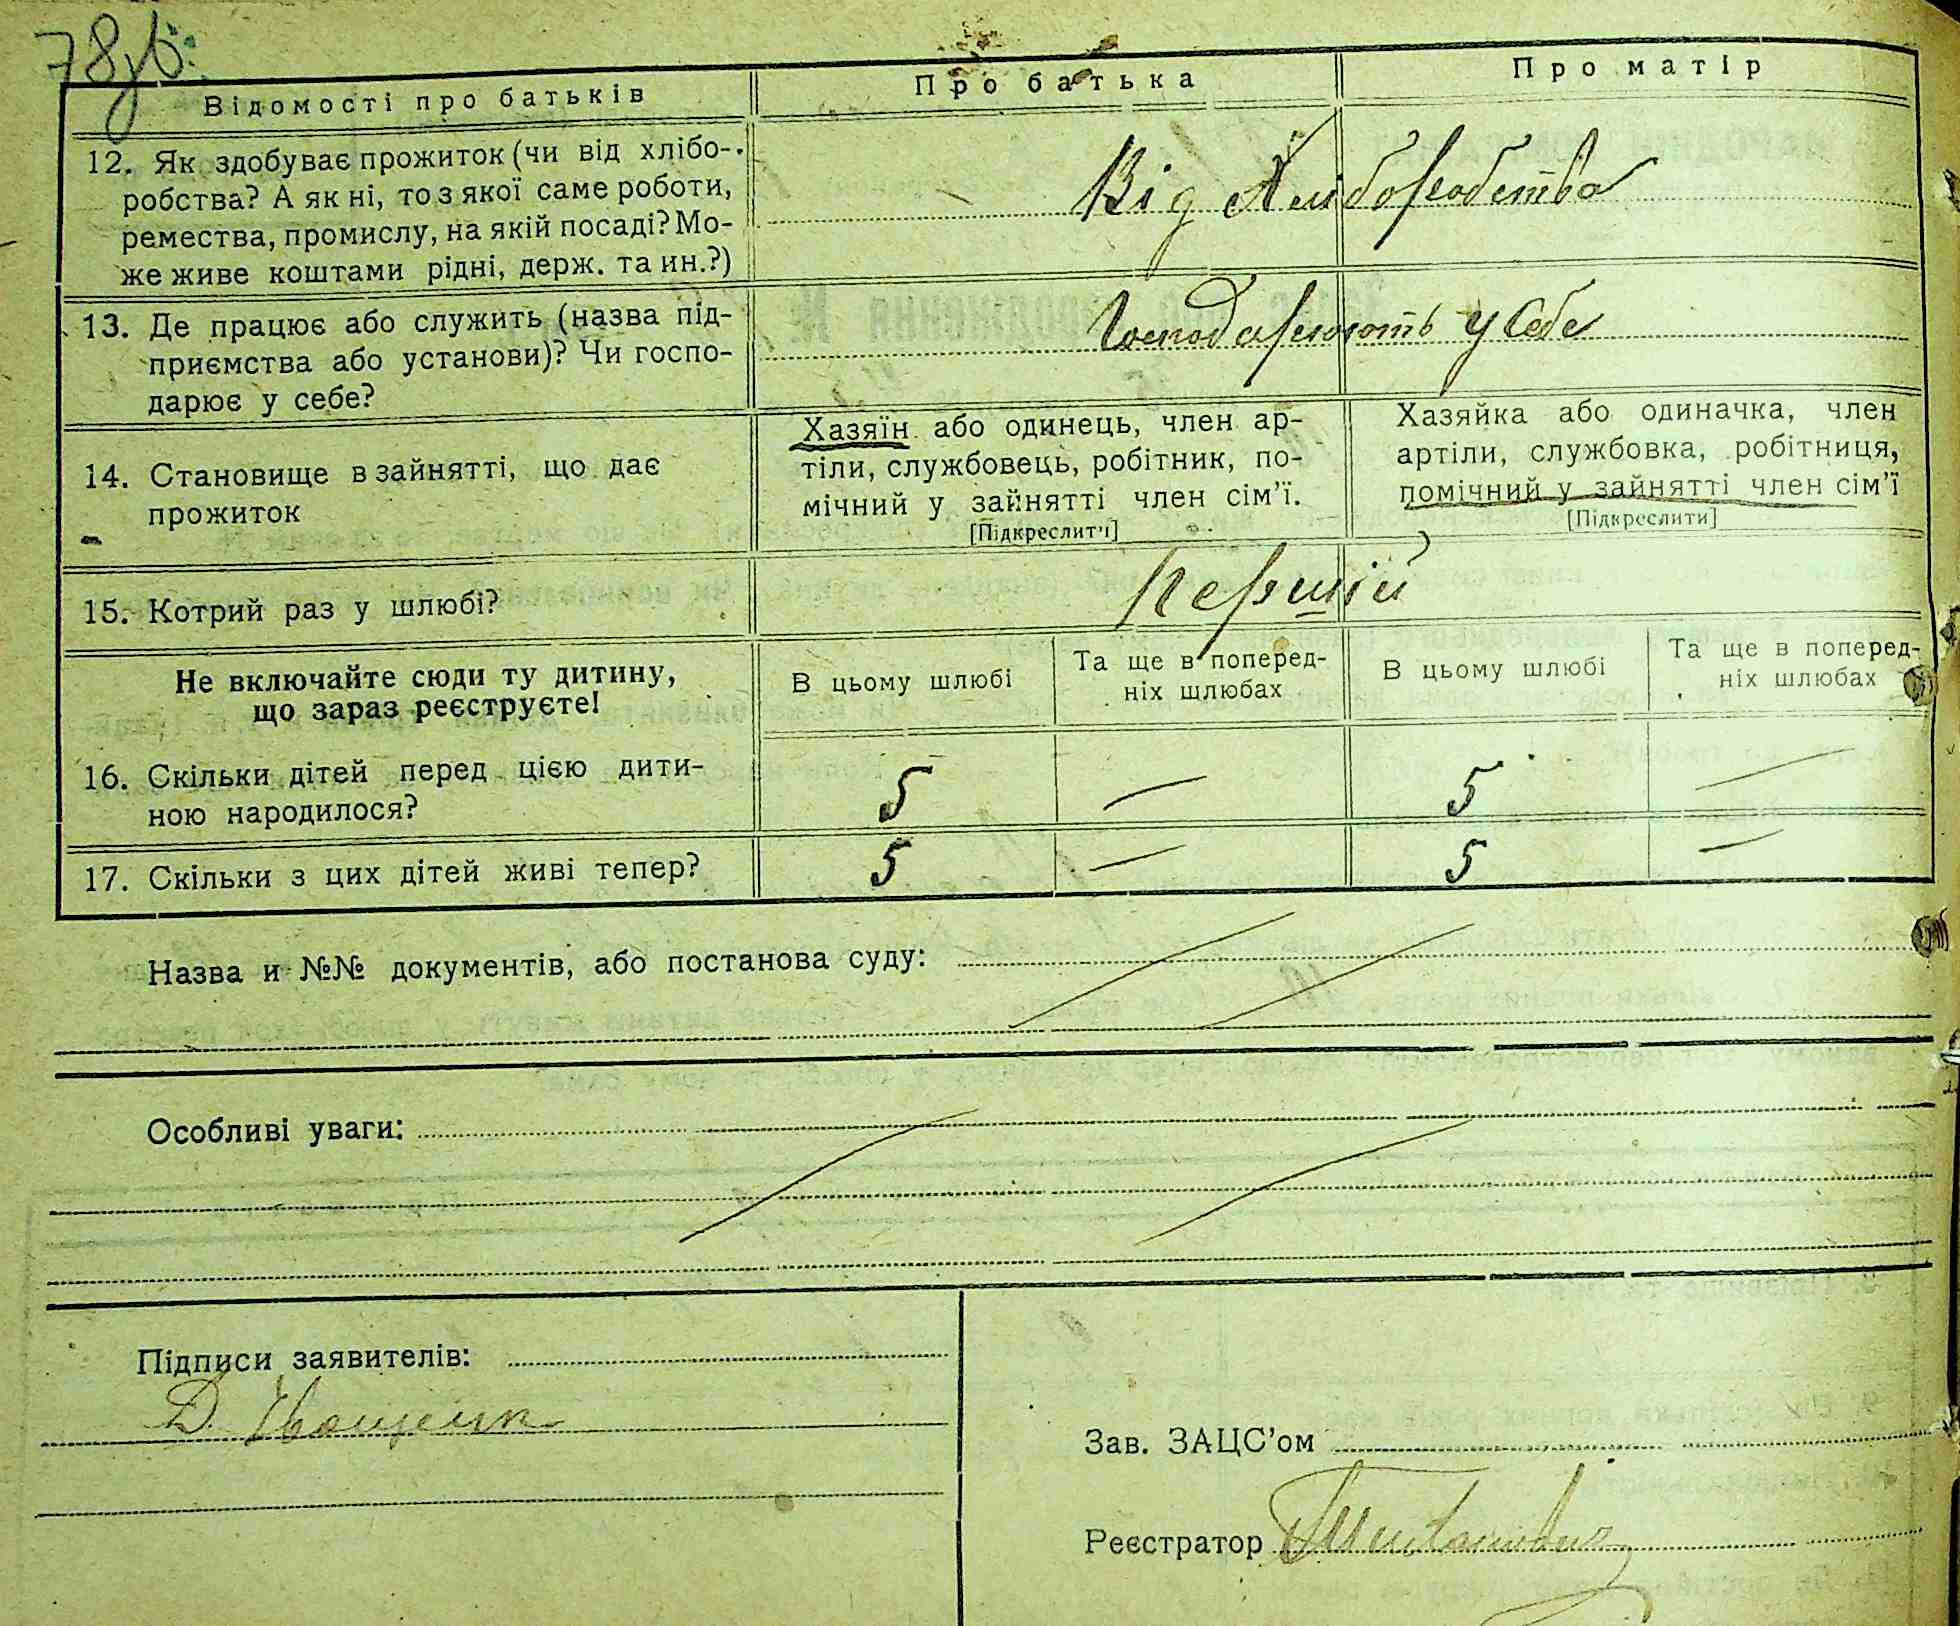 78зв.
Відомості про батьків
Про батька
Про матір
12. Як здобуває прожиток (чи від хлібо-
робства? А як ні, то з якої саме роботи,
ремества, промислу, на якій посаді? Мо-
же живе коштами рідні, держ. та ин.?)
Від Хліборобства
13. Де працює або служить (назва під-
приємства або установи)? Чи госпо-
дарює у себе?
Господарюють у Себе
14. Становище в зайнятті, що дає
прожиток
Хазяїн або одинець, член ар-
тіли, службовець, робітник, по-
мічний у зайнятті член сім'ї.
[Підкреслити]
Хазяйка або одиначка, член
артіли, службовка, робітниця,
помічний у зайнятті член сім'ї
[Підкреслити]
15. Котрий раз у шлюбі?
Першій
Не включайте сюди ту дитину,
що зараз реєструєте!
В цьому шлюбі
Та ще в поперед-
ніх шлюбах
В цьому шлюбі
Та ще в поперед-
ніх шлюбах
16. Скільки дітей перед цією дити-
ною народилося?
5 — 5 —
17. Скільки з цих дітей живі тепер?
5 — 5 —
Назва и №№ документів, або постанова суду:
Особливі уваги:
Підписи заявителів:
Д. Іващенк
Зав. ЗАЦС'ом
Реєстратор